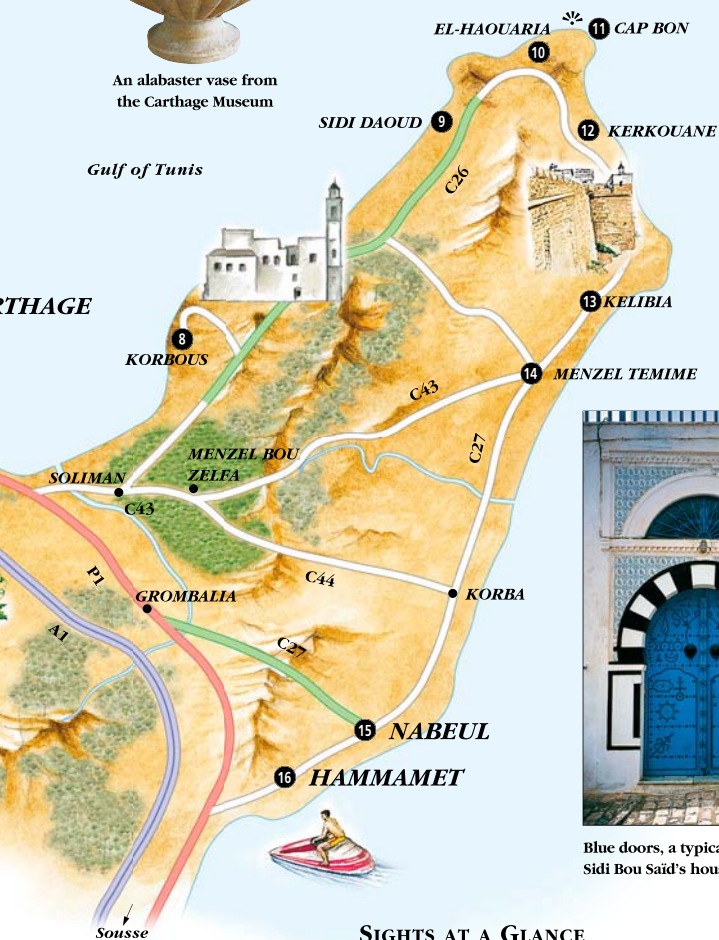 EL-HAOUARIA
10
11 CAP BON
An alabaster vase from
the Carthage Museum
SIDI DAOUD 9
12 KERKOUANE
Gulf of Tunis
C26
RTHAGE
13 KELIBIA
8
KORBOUS
14 MENZEL TEMIME
C43
C27
MENZEL BOU
ZELFA
SOLIMAN
C43
P1
C44
GROMBALIA
KORBA
A1
C27
15 NABEUL
16 HAMMAMET
Blue doors, a typica
Sidi Bou Saïd's hou
Sousse
SIGHTS AT A GLANCE